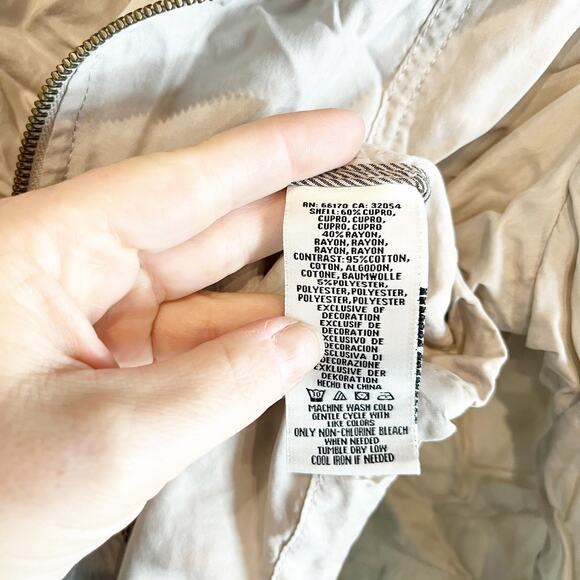 RN: 66170 CA: 32054
SHELL: 60% CUPRO,
CUPRO, CUPRO,
CUPRO, CUPRO
40% RAYON,
RAYON, RAYON,
RAYON, RAYON
CONTRAST: 95% COTTON,
COTON, ALGODON,
COTONE, BAUMWOLLE
5% POLYESTER,
POLYESTER, POLYESTER,
POLYESTER, POLYESTER
EXCLUSIVE OF
DECORATION
EXCLUSIF DE
DECORATION
EXCLUSIVO DE
DECORACION
ESCLUSIVA DI
DECORAZIONE
EXKLUSIVE DER
DEKORATION
HECHO EN CHINA
MACHINE WASH COLD
GENTLE CYCLE WITH
LIKE COLORS
ONLY NON-CHLORINE BLEACH
WHEN NEEDED
TUMBLE DRY LOW
COOL IRON IF NEEDED